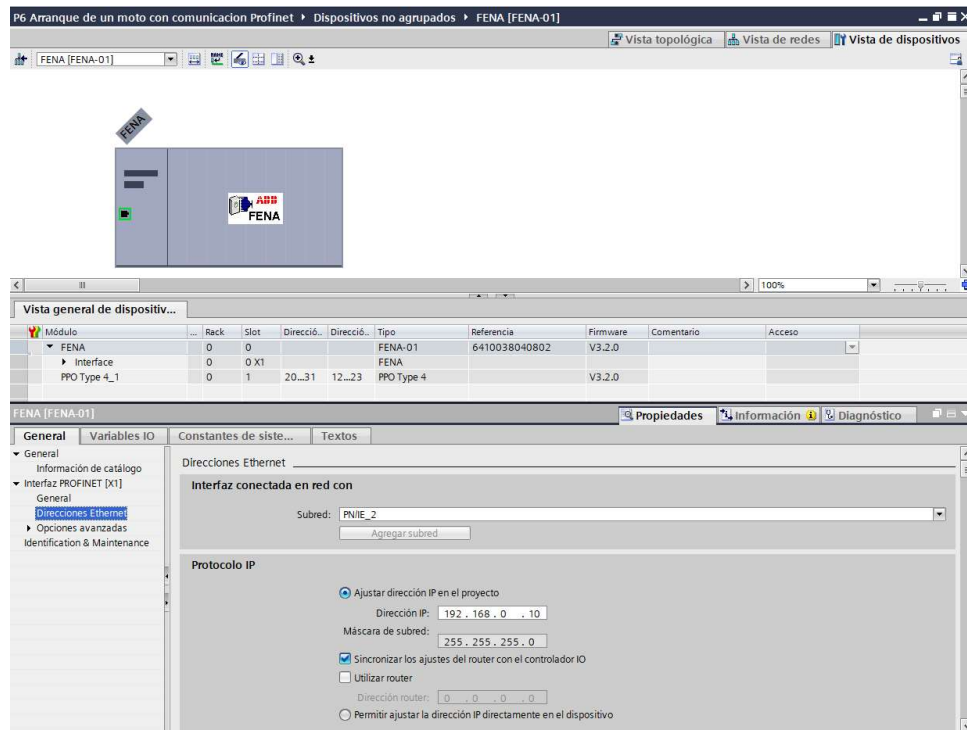 P6 Arranque de un moto con comunicacion Profinet ▸ Dispositivos no agrupados ▸ FENA [FENA-01]
Vista topológica Vista de redes Vista de dispositivos
FENA [FENA-01]
FENA
ABB
FENA
100%
Vista general de dispositiv...
Módulo ... Rack Slot Direcció.. Direcció.. Tipo Referencia Firmware Comentario Acceso
FENA 0 0 FENA-01 6410038040802 V3.2.0
Interface 0 0 X1 FENA
PPO Type 4_1 0 1 20...31 12...23 PPO Type 4 V3.2.0
FENA [FENA-01]
Propiedades Información Diagnóstico
General Variables IO Constantes de siste... Textos
General
Información de catálogo
Interfaz PROFINET [X1]
General
Direcciones Ethernet
Opciones avanzadas
Identification & Maintenance
Direcciones Ethernet
Interfaz conectada en red con
Subred: PN/IE_2
Agregar subred
Protocolo IP
Ajustar dirección IP en el proyecto
Dirección IP: 192 . 168 . 0 . 10
Máscara de subred: 255 . 255 . 255 . 0
Sincronizar los ajustes del router con el controlador IO
Utilizar router
Dirección router: 0 . 0 . 0 . 0
Permitir ajustar la dirección IP directamente en el dispositivo